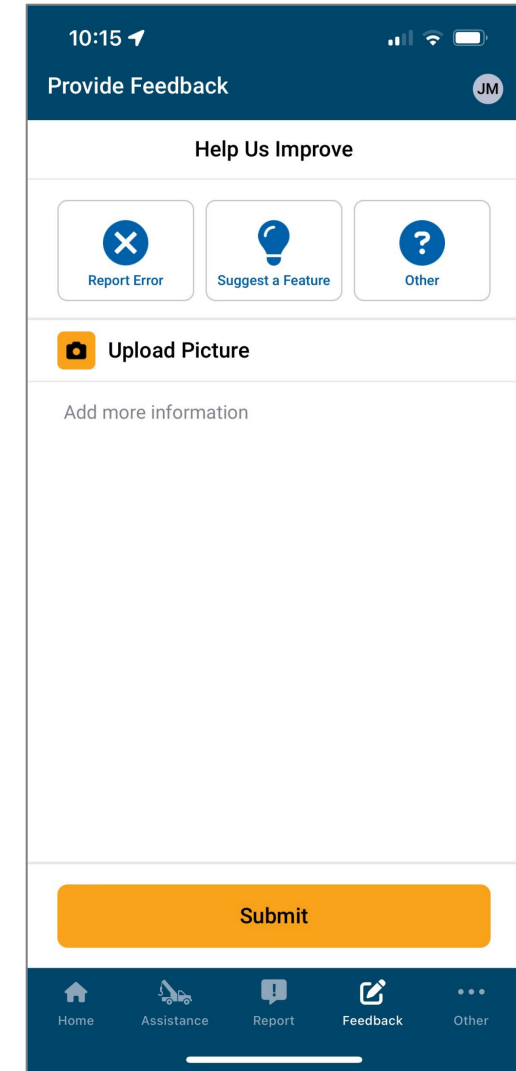 10:15
Provide Feedback
JM
Help Us Improve
Report Error
Suggest a Feature
Other
Upload Picture
Add more information
Submit
Home
Assistance
Report
Feedback
Other